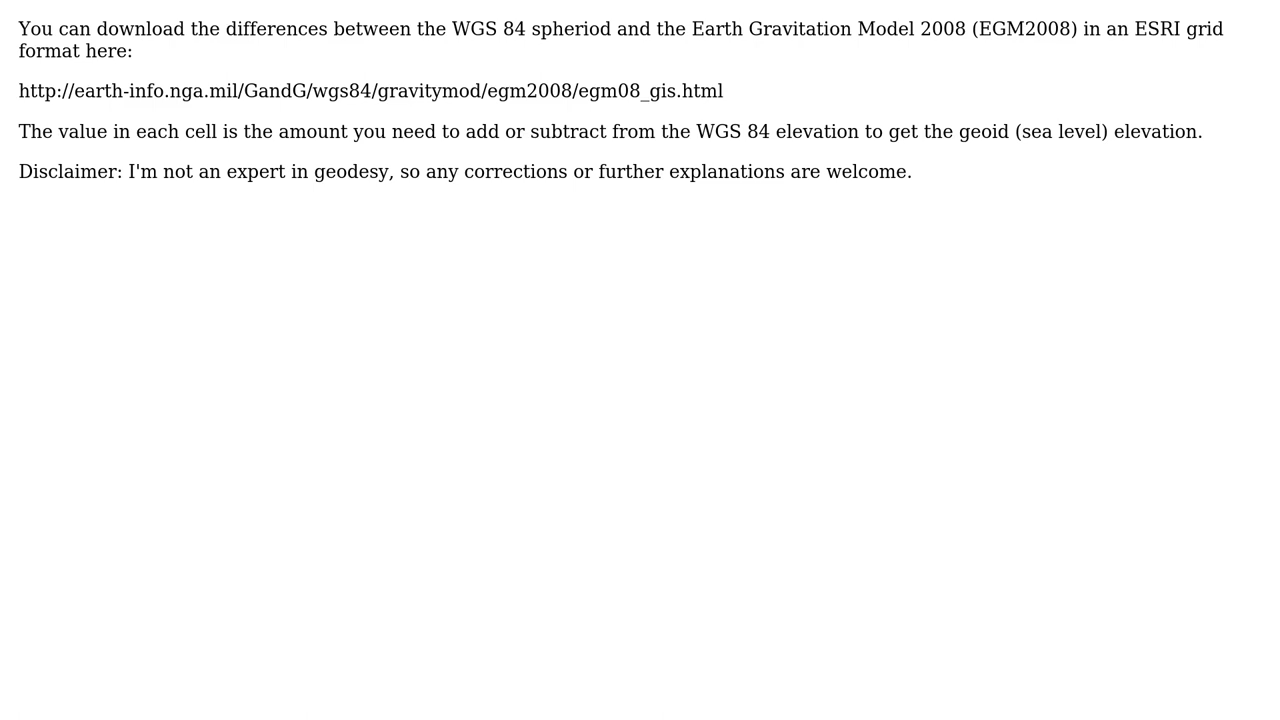 You can download the differences between the WGS 84 spheriod and the Earth Gravitation Model 2008 (EGM2008) in an ESRI grid
format here:
http://earth-info.nga.mil/GandG/wgs84/gravitymod/egm2008/egm08_gis.html
The value in each cell is the amount you need to add or subtract from the WGS 84 elevation to get the geoid (sea level) elevation.
Disclaimer: I'm not an expert in geodesy, so any corrections or further explanations are welcome.